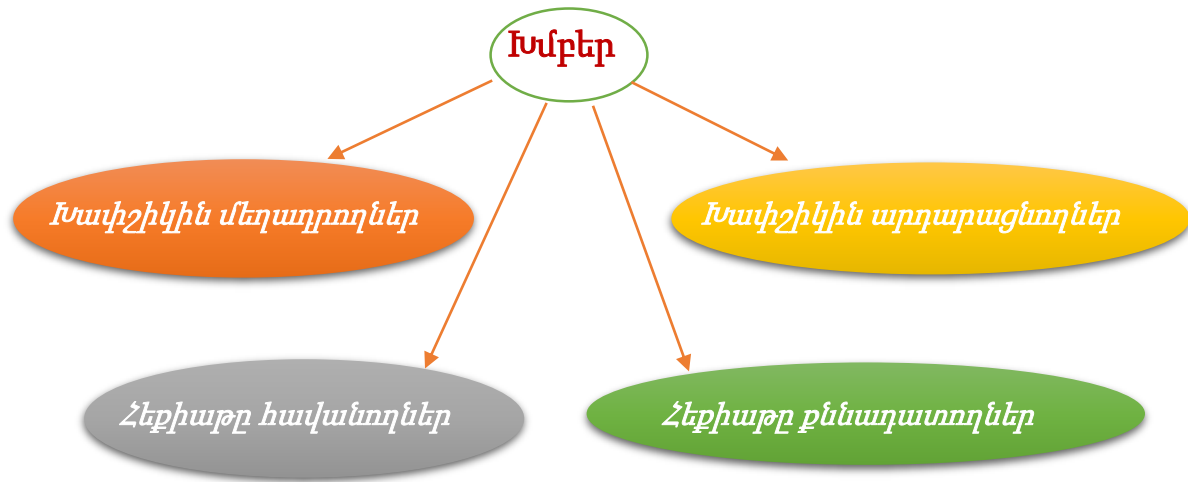 Խմբեր
Խափշիկին մեղադրողներ
Խափշիկին արդարացնողներ
Հեքիաթը հավանողներ
Հեքիաթը քննադատողներ